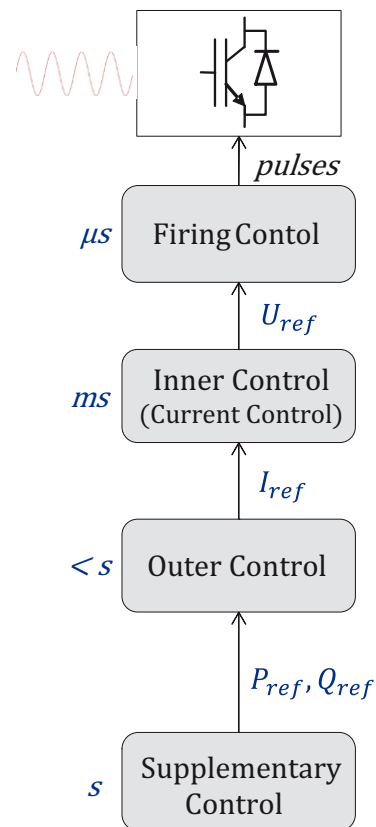 pulses
μs
Firing Contol
U_ref
ms
Inner Control
(Current Control)
I_ref
< s
Outer Control
P_ref, Q_ref
s
Supplementary
Control